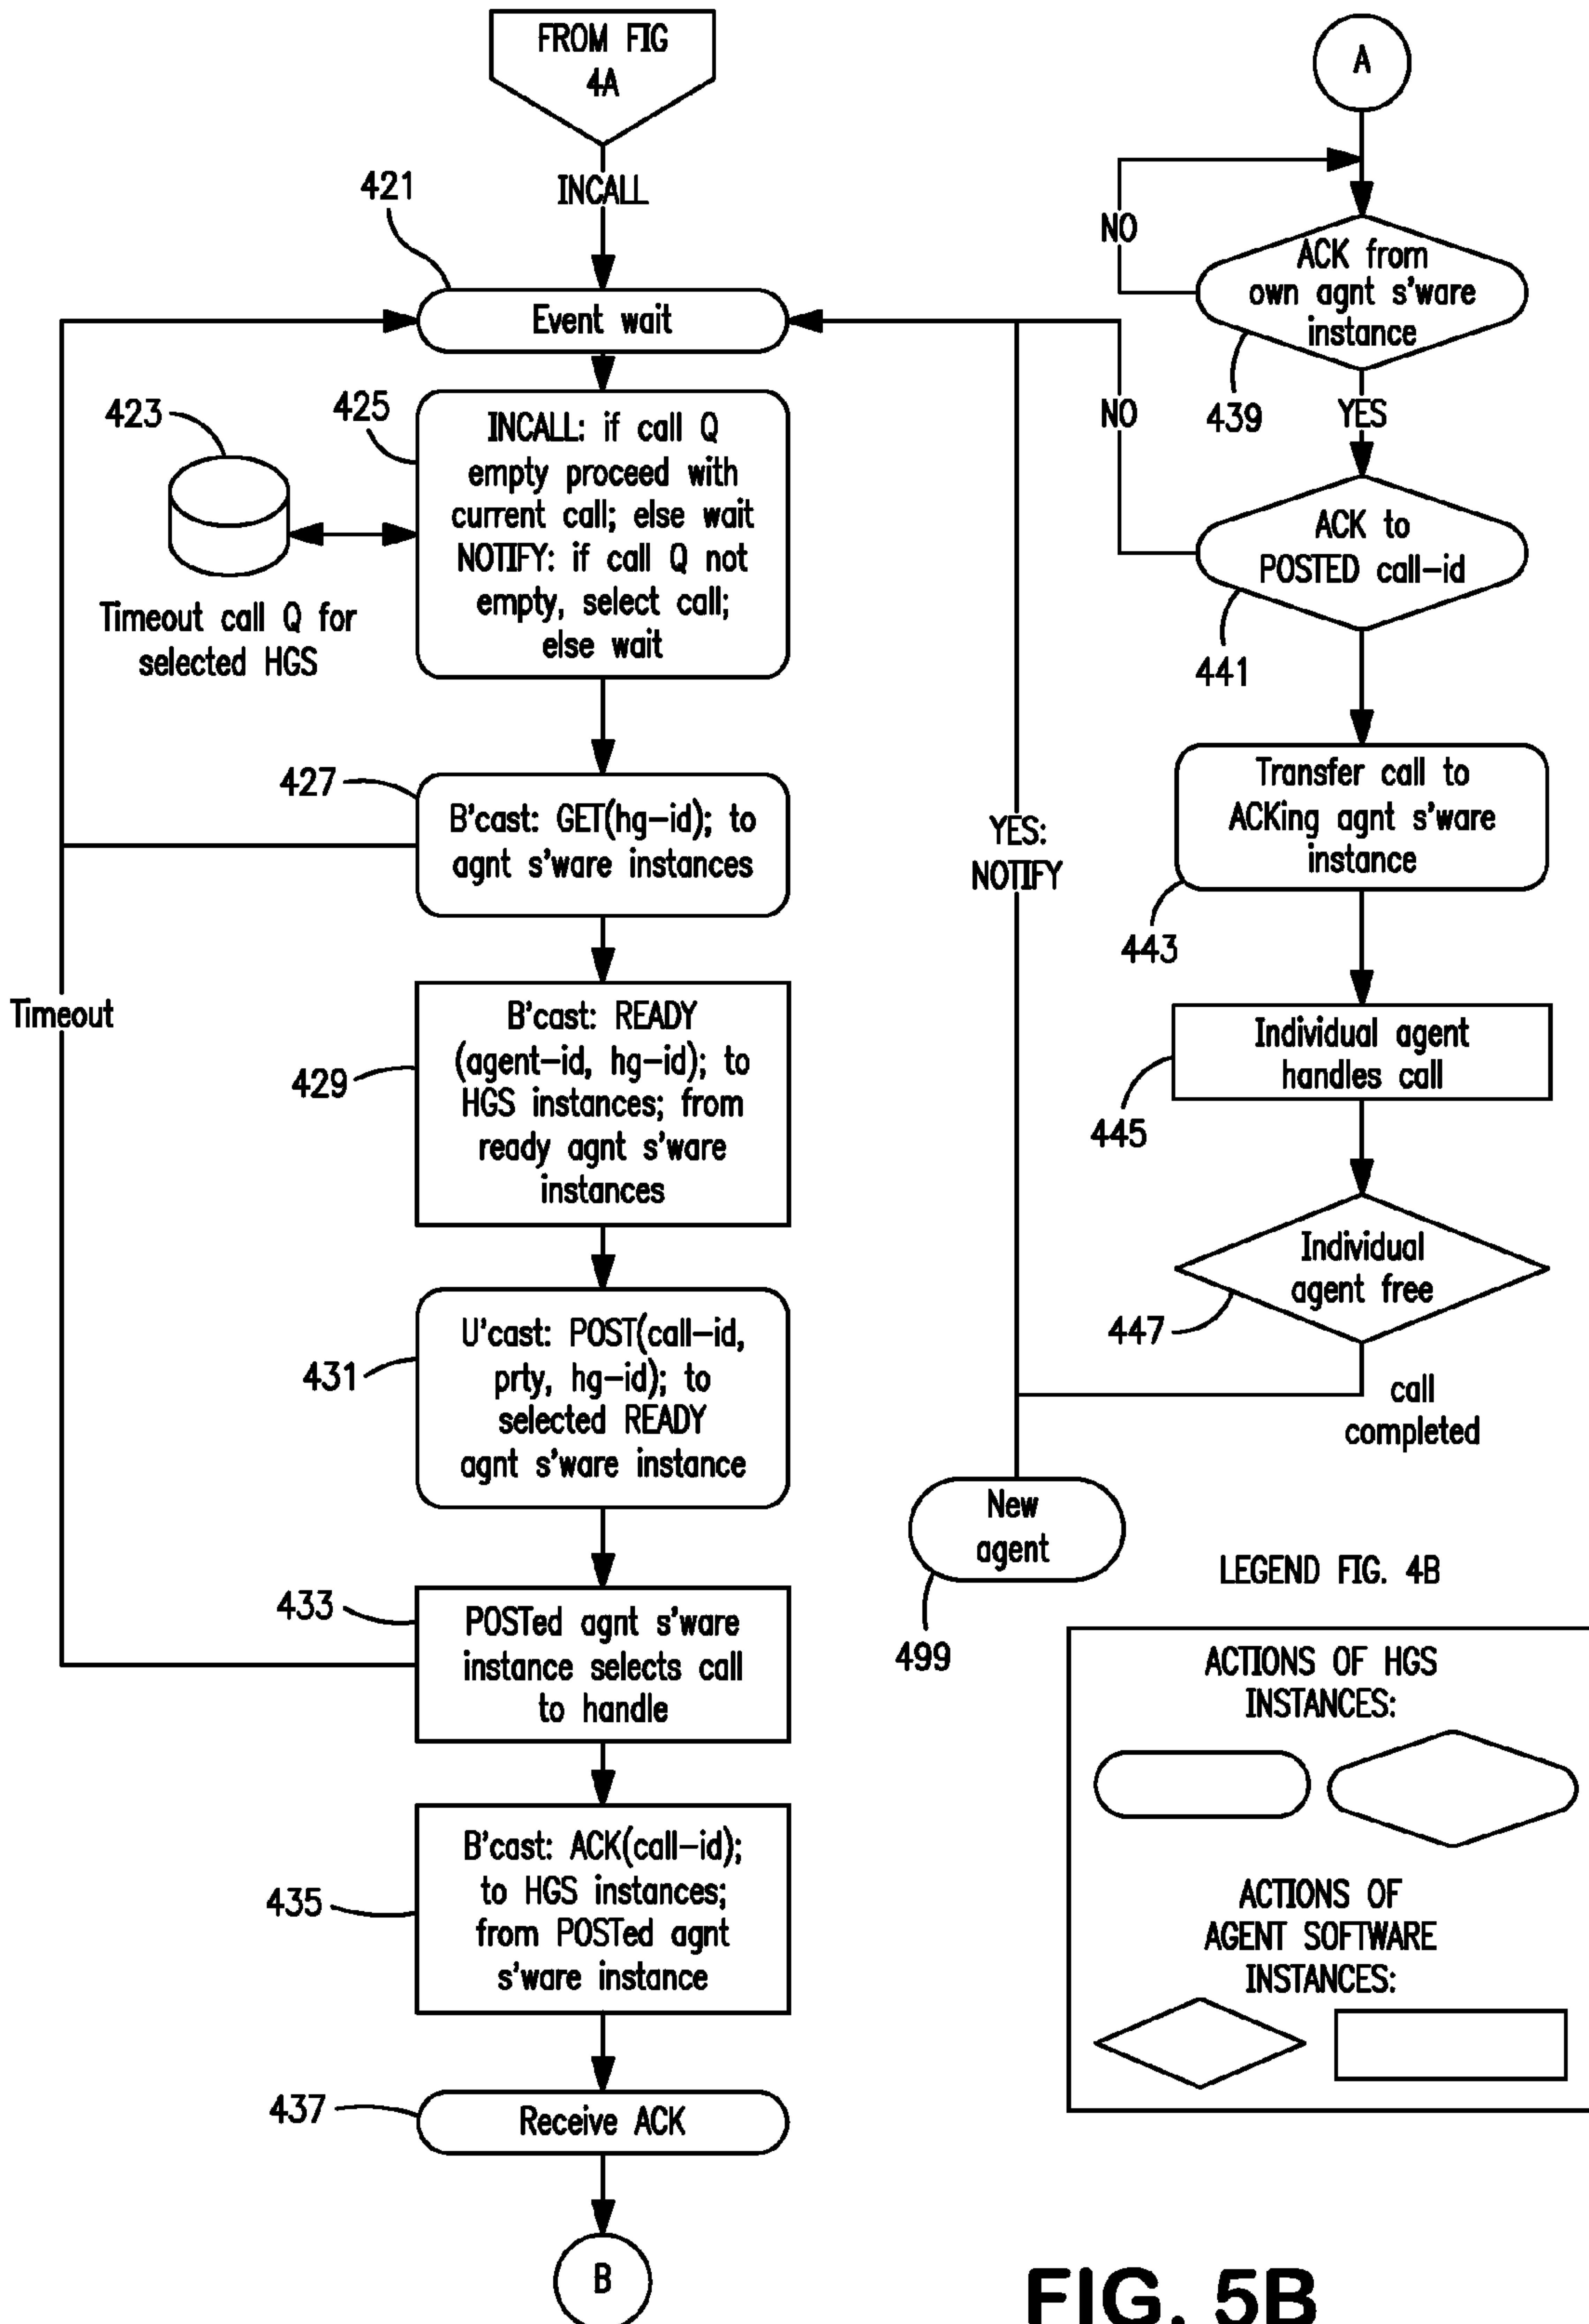 FROM FIG
4A
INCALL
421
Event wait
423
425
INCALL: if call Q
empty proceed with
current call; else wait
NOTIFY: if call Q not
empty, select call;
else wait
Timeout call Q for
selected HGS
427
B'cast: GET(hg-id); to
agnt s'ware instances
Timeout
429
B'cast: READY
(agent-id, hg-id); to
HGS instances; from
ready agnt s'ware
instances
431
U'cast: POST(call-id,
prty, hg-id); to
selected READY
agnt s'ware instance
433
POSTed agnt s'ware
instance selects call
to handle
435
B'cast: ACK(call-id);
to HGS instances;
from POSTed agnt
s'ware instance
437
Receive ACK
B
A
NO
ACK from
own agnt s'ware
instance
439
YES
NO
ACK to
POSTED call-id
441
Transfer call to
ACKing agnt s'ware
instance
443
YES:
NOTIFY
Individual agent
handles call
445
Individual
agent free
447
call
completed
New
agent
499
LEGEND FIG. 4B
ACTIONS OF HGS
INSTANCES:
ACTIONS OF
AGENT SOFTWARE
INSTANCES:
FIG. 5B